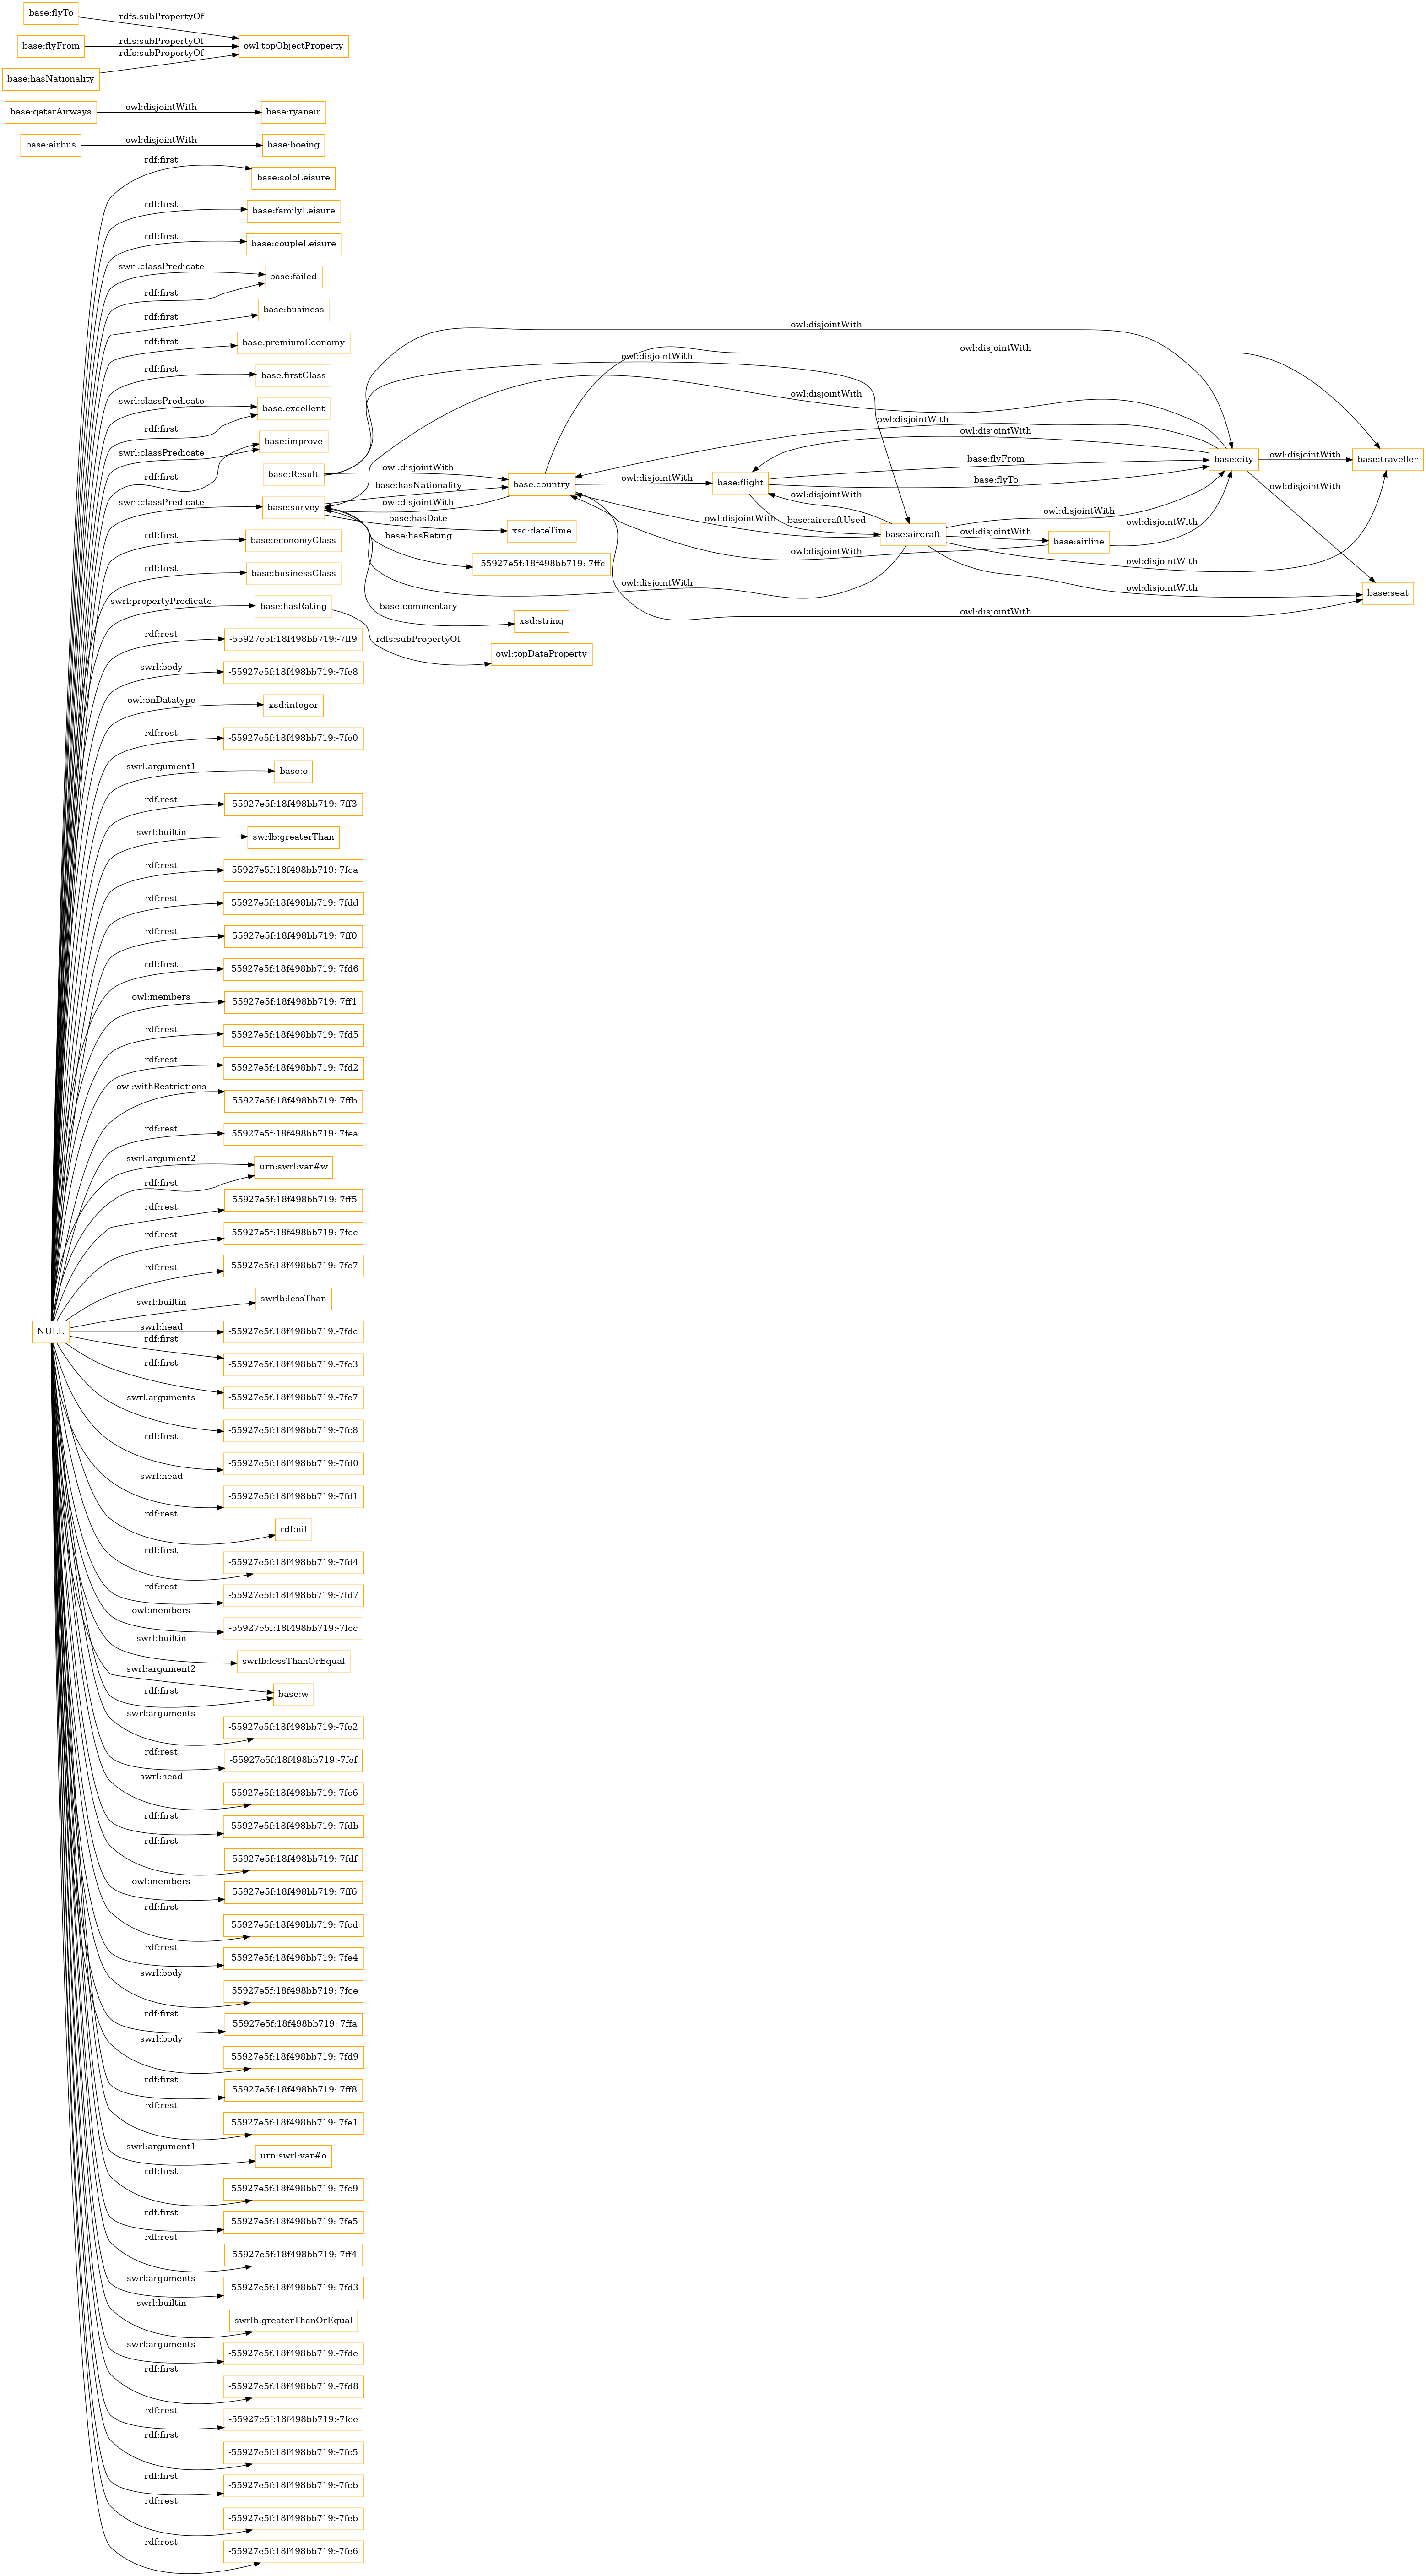 base:flyTo
rdfs:subPropertyOf
base:flyFrom
rdfs:subPropertyOf
owl:topObjectProperty
rdfs:subPropertyOf
base:hasNationality
base:qatarAirways
owl:disjointWith
base:ryanair
base:airbus
owl:disjointWith
base:boeing
rdf:first
base:soloLeisure
rdf:first
base:familyLeisure
rdf:first
base:coupleLeisure
swrl:classPredicate
base:failed
rdf:first
rdf:first
base:business
rdf:first
base:premiumEconomy
rdf:first
base:firstClass
swrl:classPredicate
base:excellent
rdf:first
base:improve
swrl:classPredicate
rdf:first
base:Result
swrl:classPredicate
base:survey
rdf:first
base:economyClass
rdf:first
base:businessClass
swrl:propertyPredicate
base:hasRating
owl:disjointWith
owl:disjointWith
owl:disjointWith
owl:disjointWith
owl:disjointWith
owl:disjointWith
owl:disjointWith
owl:disjointWith
base:flyFrom
base:flyTo
owl:disjointWith
base:city
owl:disjointWith
base:traveller
owl:disjointWith
base:hasNationality
owl:disjointWith
base:country
owl:disjointWith
base:flight
owl:disjointWith
base:hasDate
xsd:dateTime
base:hasRating
-55927e5f:18f498bb719:-7ffc
owl:disjointWith
base:aircraftUsed
base:aircraft
owl:disjointWith
owl:disjointWith
owl:disjointWith
base:airline
owl:disjointWith
owl:disjointWith
owl:disjointWith
owl:disjointWith
base:seat
owl:disjointWith
base:commentary
xsd:string
rdfs:subPropertyOf
owl:topDataProperty
rdf:rest
-55927e5f:18f498bb719:-7ff9
swrl:body
-55927e5f:18f498bb719:-7fe8
owl:onDatatype
xsd:integer
rdf:rest
-55927e5f:18f498bb719:-7fe0
swrl:argument1
base:o
rdf:rest
-55927e5f:18f498bb719:-7ff3
swrl:builtin
swrlb:greaterThan
rdf:rest
-55927e5f:18f498bb719:-7fca
rdf:rest
-55927e5f:18f498bb719:-7fdd
rdf:rest
-55927e5f:18f498bb719:-7ff0
rdf:first
-55927e5f:18f498bb719:-7fd6
owl:members
-55927e5f:18f498bb719:-7ff1
rdf:rest
-55927e5f:18f498bb719:-7fd5
rdf:rest
-55927e5f:18f498bb719:-7fd2
owl:withRestrictions
-55927e5f:18f498bb719:-7ffb
rdf:rest
-55927e5f:18f498bb719:-7fea
swrl:argument2
urn:swrl:var#w
rdf:first
rdf:rest
-55927e5f:18f498bb719:-7ff5
rdf:rest
-55927e5f:18f498bb719:-7fcc
rdf:rest
-55927e5f:18f498bb719:-7fc7
swrl:builtin
swrlb:lessThan
NULL
swrl:head
-55927e5f:18f498bb719:-7fdc
rdf:first
-55927e5f:18f498bb719:-7fe3
rdf:first
-55927e5f:18f498bb719:-7fe7
swrl:arguments
-55927e5f:18f498bb719:-7fc8
rdf:first
-55927e5f:18f498bb719:-7fd0
swrl:head
-55927e5f:18f498bb719:-7fd1
rdf:rest
rdf:nil
rdf:first
-55927e5f:18f498bb719:-7fd4
rdf:rest
-55927e5f:18f498bb719:-7fd7
owl:members
-55927e5f:18f498bb719:-7fec
swrl:builtin
swrlb:lessThanOrEqual
swrl:argument2
base:w
rdf:first
swrl:arguments
-55927e5f:18f498bb719:-7fe2
rdf:rest
-55927e5f:18f498bb719:-7fef
swrl:head
-55927e5f:18f498bb719:-7fc6
rdf:first
-55927e5f:18f498bb719:-7fdb
rdf:first
-55927e5f:18f498bb719:-7fdf
owl:members
-55927e5f:18f498bb719:-7ff6
rdf:first
-55927e5f:18f498bb719:-7fcd
rdf:rest
-55927e5f:18f498bb719:-7fe4
swrl:body
-55927e5f:18f498bb719:-7fce
rdf:first
-55927e5f:18f498bb719:-7ffa
swrl:body
-55927e5f:18f498bb719:-7fd9
rdf:first
-55927e5f:18f498bb719:-7ff8
rdf:rest
-55927e5f:18f498bb719:-7fe1
swrl:argument1
urn:swrl:var#o
rdf:first
-55927e5f:18f498bb719:-7fc9
rdf:first
-55927e5f:18f498bb719:-7fe5
rdf:rest
-55927e5f:18f498bb719:-7ff4
swrl:arguments
-55927e5f:18f498bb719:-7fd3
swrl:builtin
swrlb:greaterThanOrEqual
swrl:arguments
-55927e5f:18f498bb719:-7fde
rdf:first
-55927e5f:18f498bb719:-7fd8
rdf:rest
-55927e5f:18f498bb719:-7fee
rdf:first
-55927e5f:18f498bb719:-7fc5
rdf:first
-55927e5f:18f498bb719:-7fcb
rdf:rest
-55927e5f:18f498bb719:-7feb
rdf:rest
-55927e5f:18f498bb719:-7fe6